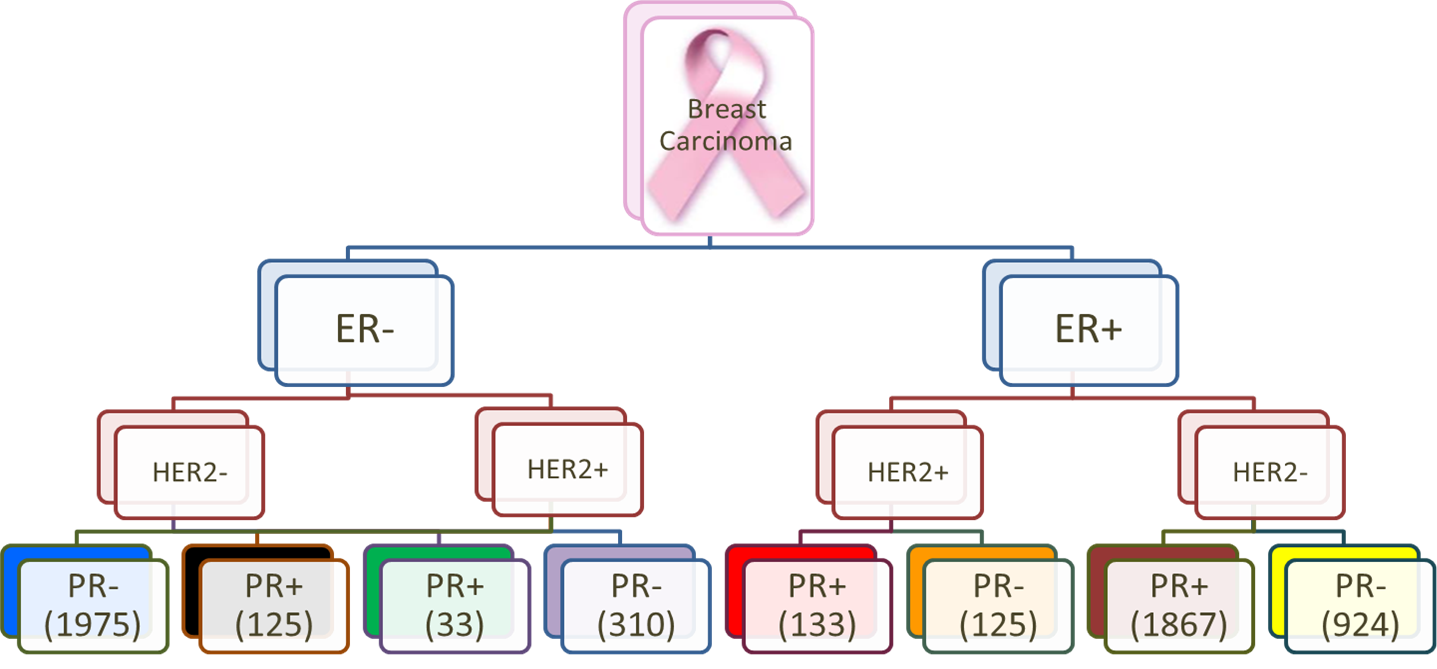 Breast
Carcinoma
ER-
ER+
HER2-
HER2+
HER2+
HER2-
PR-
(1975)
PR+
(125)
PR+
(33)
PR-
(310)
PR+
(133)
PR-
(125)
PR+
(1867)
PR-
(924)